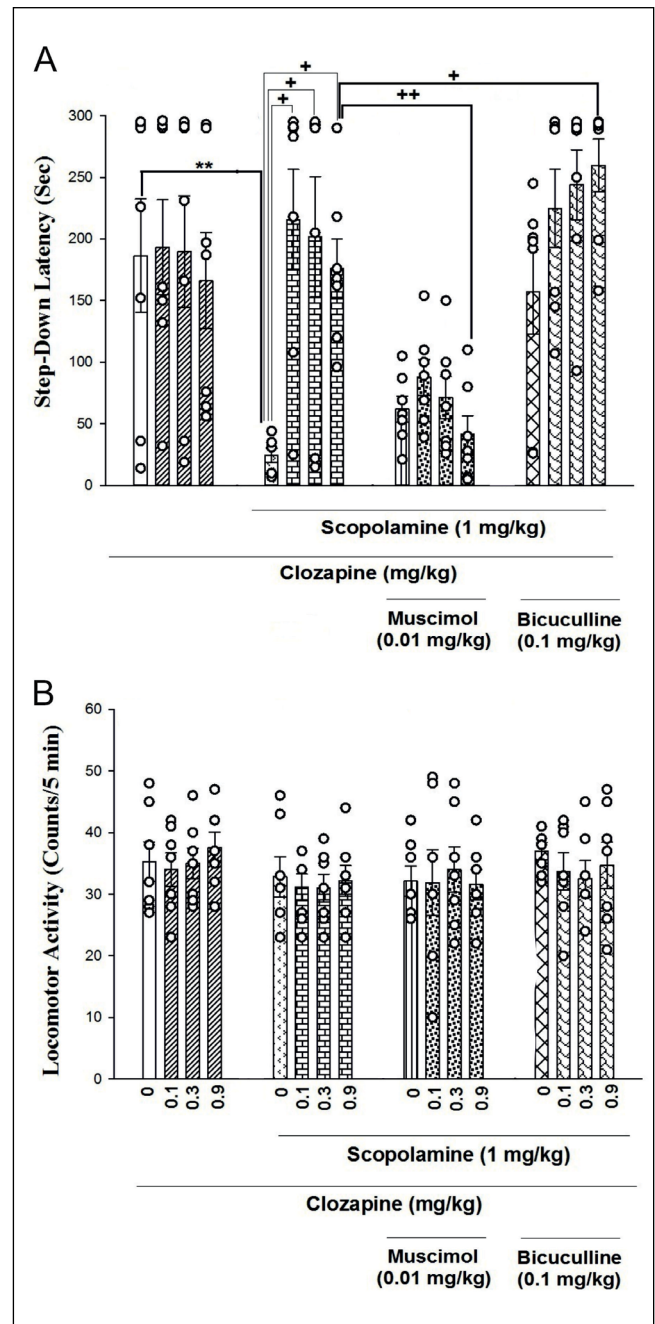 A
+
+
+
+
++
**
Step-Down Latency (Sec)
300
250
200
150
100
50
0
Scopolamine (1 mg/kg)
Clozapine (mg/kg)
Muscimol Bicuculline
(0.01 mg/kg) (0.1 mg/kg)
B
Locomotor Activity (Counts/5 min)
60
50
40
30
20
10
0
0 0.1 0.3 0.9 0 0.1 0.3 0.9 0 0.1 0.3 0.9 0 0.1 0.3 0.9
Scopolamine (1 mg/kg)
Clozapine (mg/kg)
Muscimol Bicuculline
(0.01 mg/kg) (0.1 mg/kg)